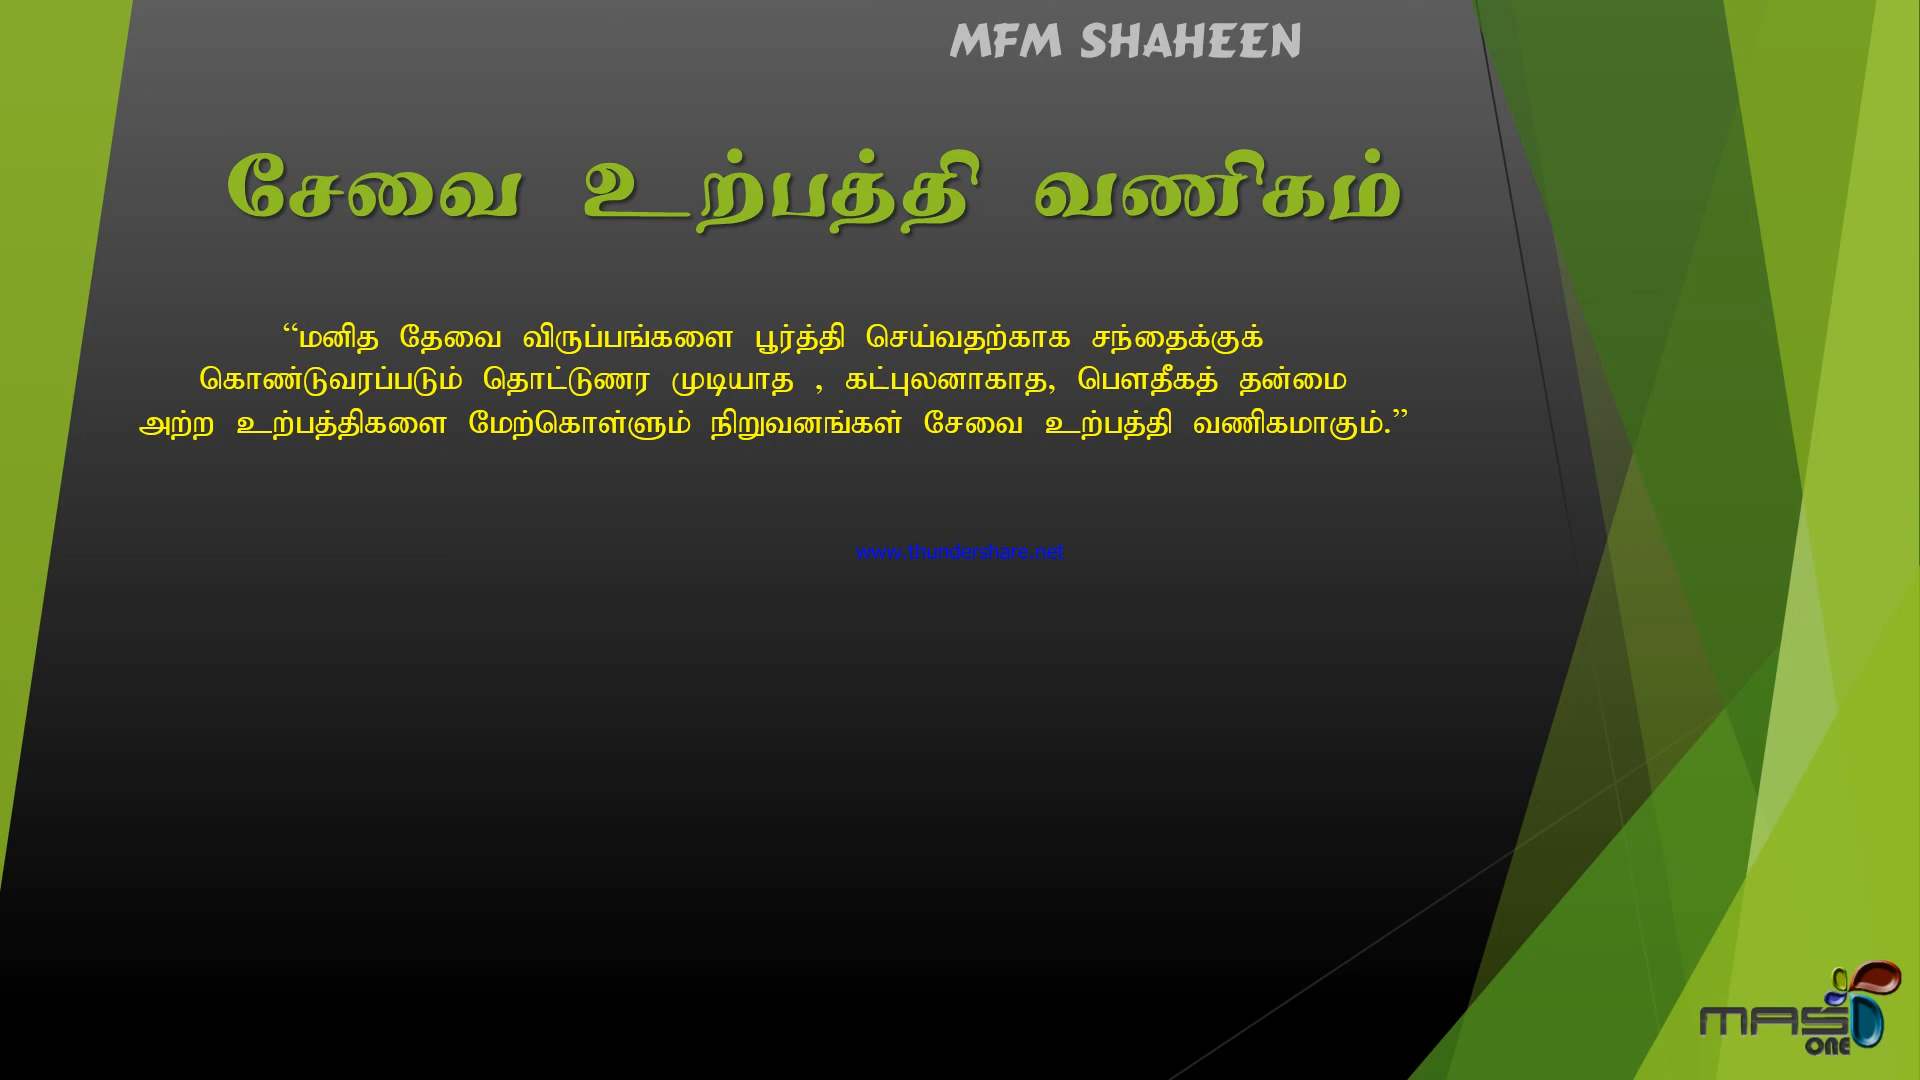 MFM SHAHEEN
சேவை உற்பத்தி வணிகம்
“மனித தேவை விருப்பங்களை பூர்த்தி செய்வதற்காக சந்தைக்குக்
கொண்டுவரப்படும் தொட்டுணர முடியாத , கட்புலனாகாத, பௌதீகத் தன்மை
அற்ற உற்பத்திகளை மேற்கொள்ளும் நிறுவனங்கள் சேவை உற்பத்தி வணிகமாகும்.”
www.thundershare.net
MAS
ONE